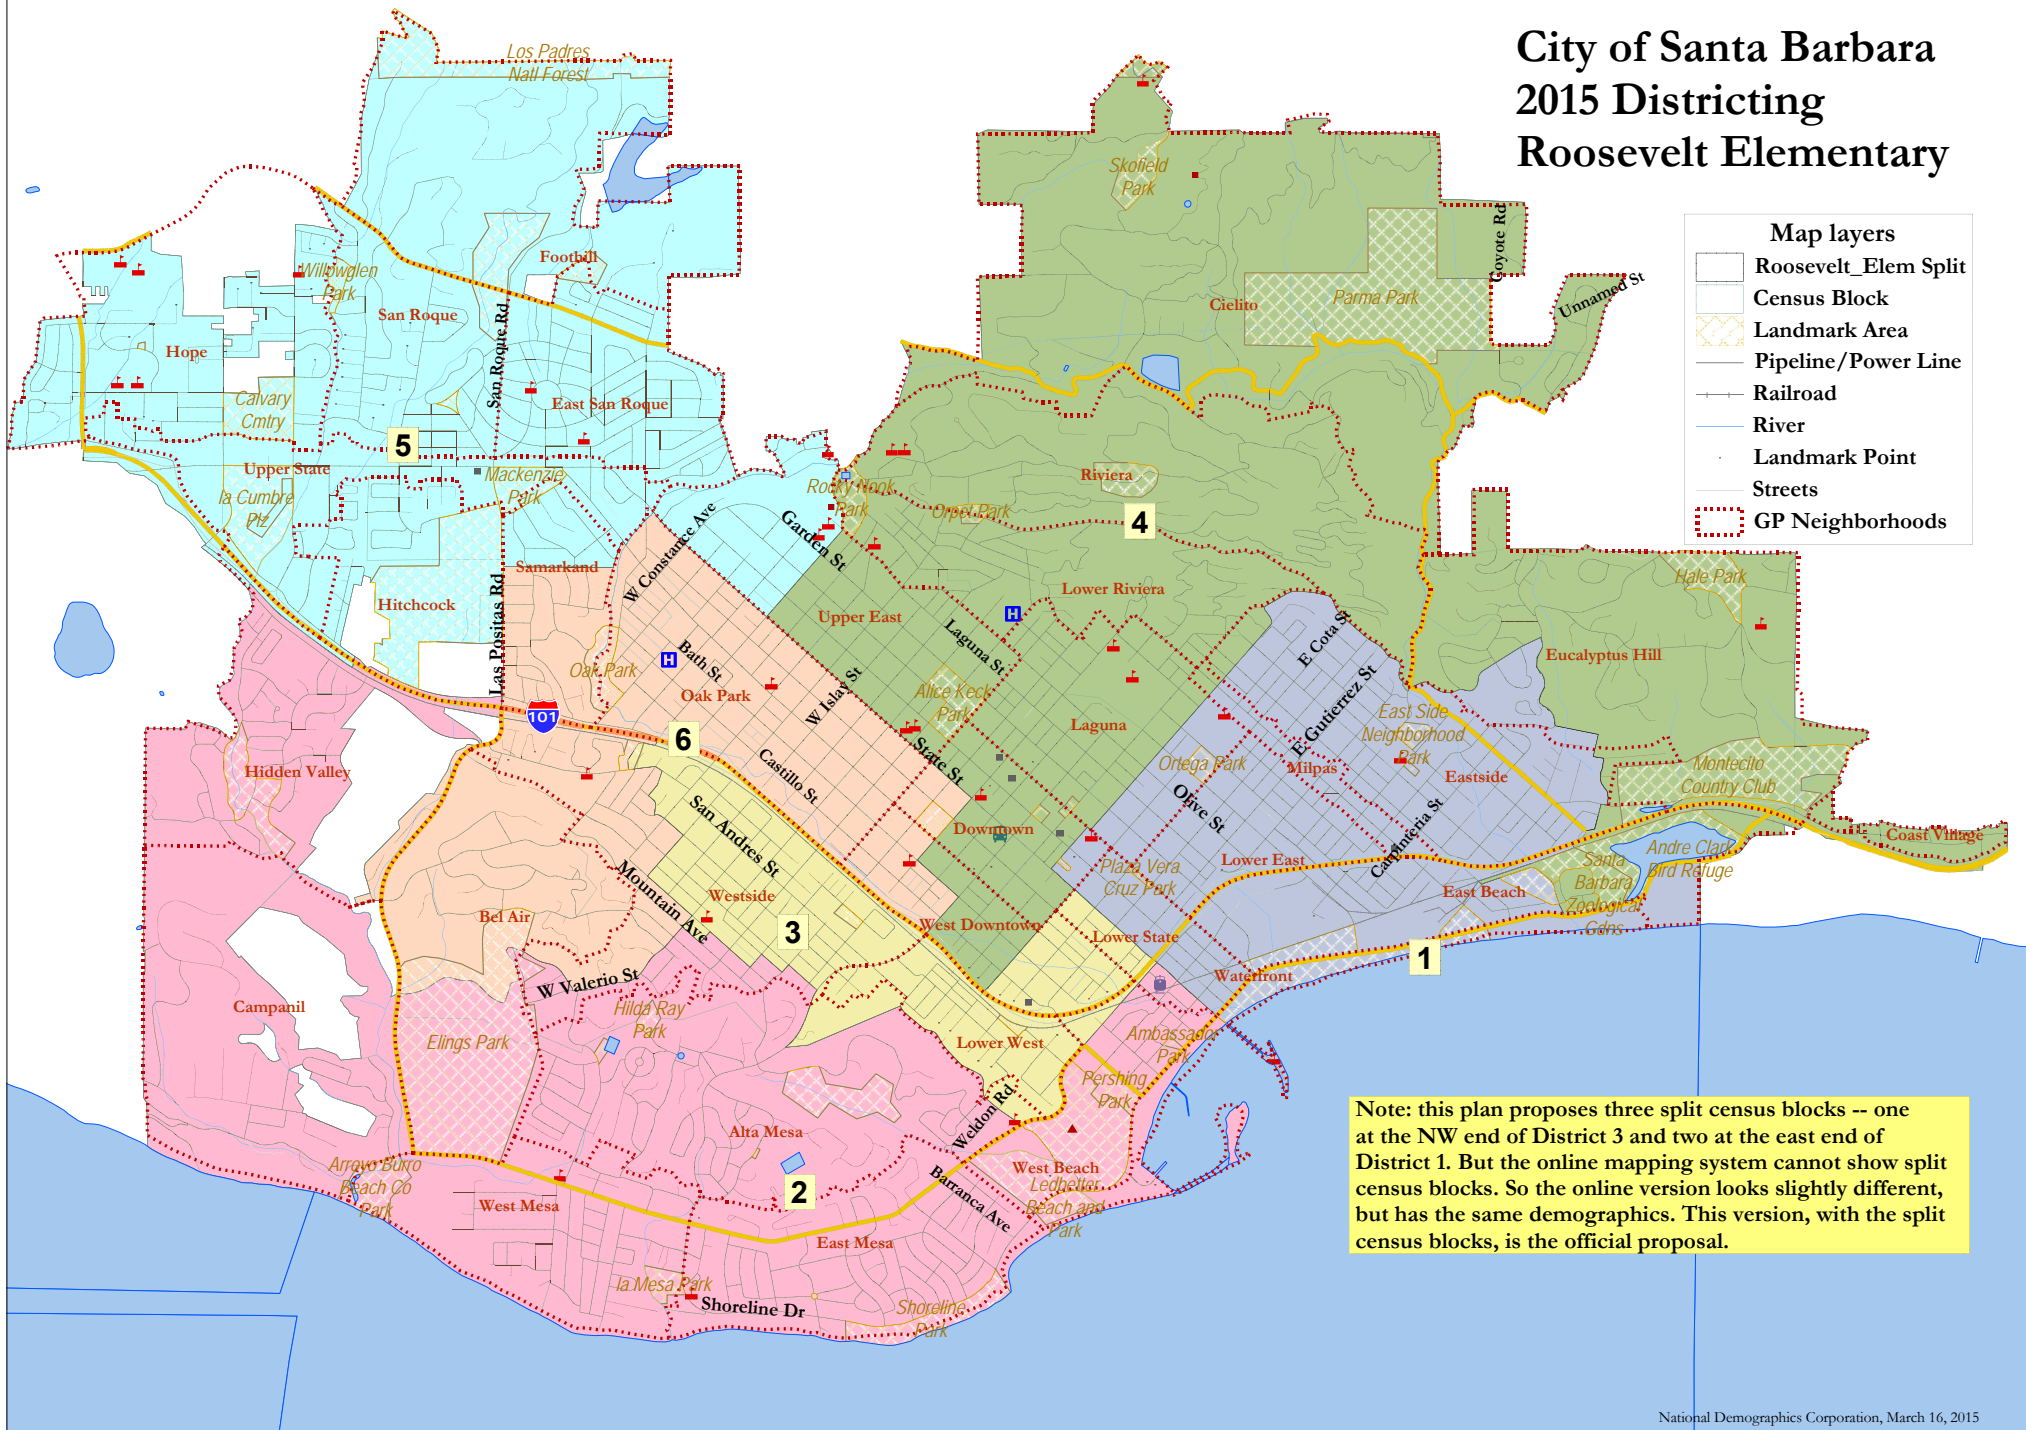 City of Santa Barbara
2015 Districting
Roosevelt Elementary
Map layers
Roosevelt_Elem Split
Census Block
Landmark Area
Pipeline/Power Line
Railroad
River
Landmark Point
Streets
GP Neighborhoods
Los Padres
Natl Forest
Skofield
Park
Coyote Rd
Unnamed St
Foothill
Willowglen
Park
San Roque
San Roque Rd
Cielito
Parma Park
Hope
East San Roque
Calvary
Cmtry
5
Upper State
Mackenzie
Park
la Cumbre
Plz
Rocky Nook
Park
Riviera
Orpet Park
4
Garden St
W Constance Ave
Samarkand
Hitchcock
Las Positas Rd
Lower Riviera
Upper East
Laguna St
H
E Cota St
Hale Park
Eucalyptus Hill
Oak Park
H
Bath St
Oak Park
W Islay St
Alice Keck
Park
Laguna
E Gutierrez St
East Side
Neighborhood
Park
101
6
State St
Castillo St
Ortega Park
Milpas
Eastside
Montecito
Country Club
Hidden Valley
San Andres St
Olive St
Downtown
Carpinteria St
Coast Village
Lower East
Plaza Vera
Cruz Park
Santa
Barbara
Zoological
Gdns
Andre Clark
Bird Refuge
East Beach
Mountain Ave
Westside
Bel Air
3
West Downtown
Lower State
1
Waterfront
W Valerio St
Campanil
Hilda Ray
Park
Elings Park
Lower West
Ambassador
Park
Pershing
Park
Weldon Rd
Alta Mesa
Arroyo Burro
Beach Co
Park
West Mesa
2
Barranca Ave
West Beach
Ledbetter
Beach and
Park
East Mesa
la Mesa Park
Shoreline Dr
Shoreline
Park
Note: this plan proposes three split census blocks -- one
at the NW end of District 3 and two at the east end of
District 1. But the online mapping system cannot show split
census blocks. So the online version looks slightly different,
but has the same demographics. This version, with the split
census blocks, is the official proposal.
National Demographics Corporation, March 16, 2015